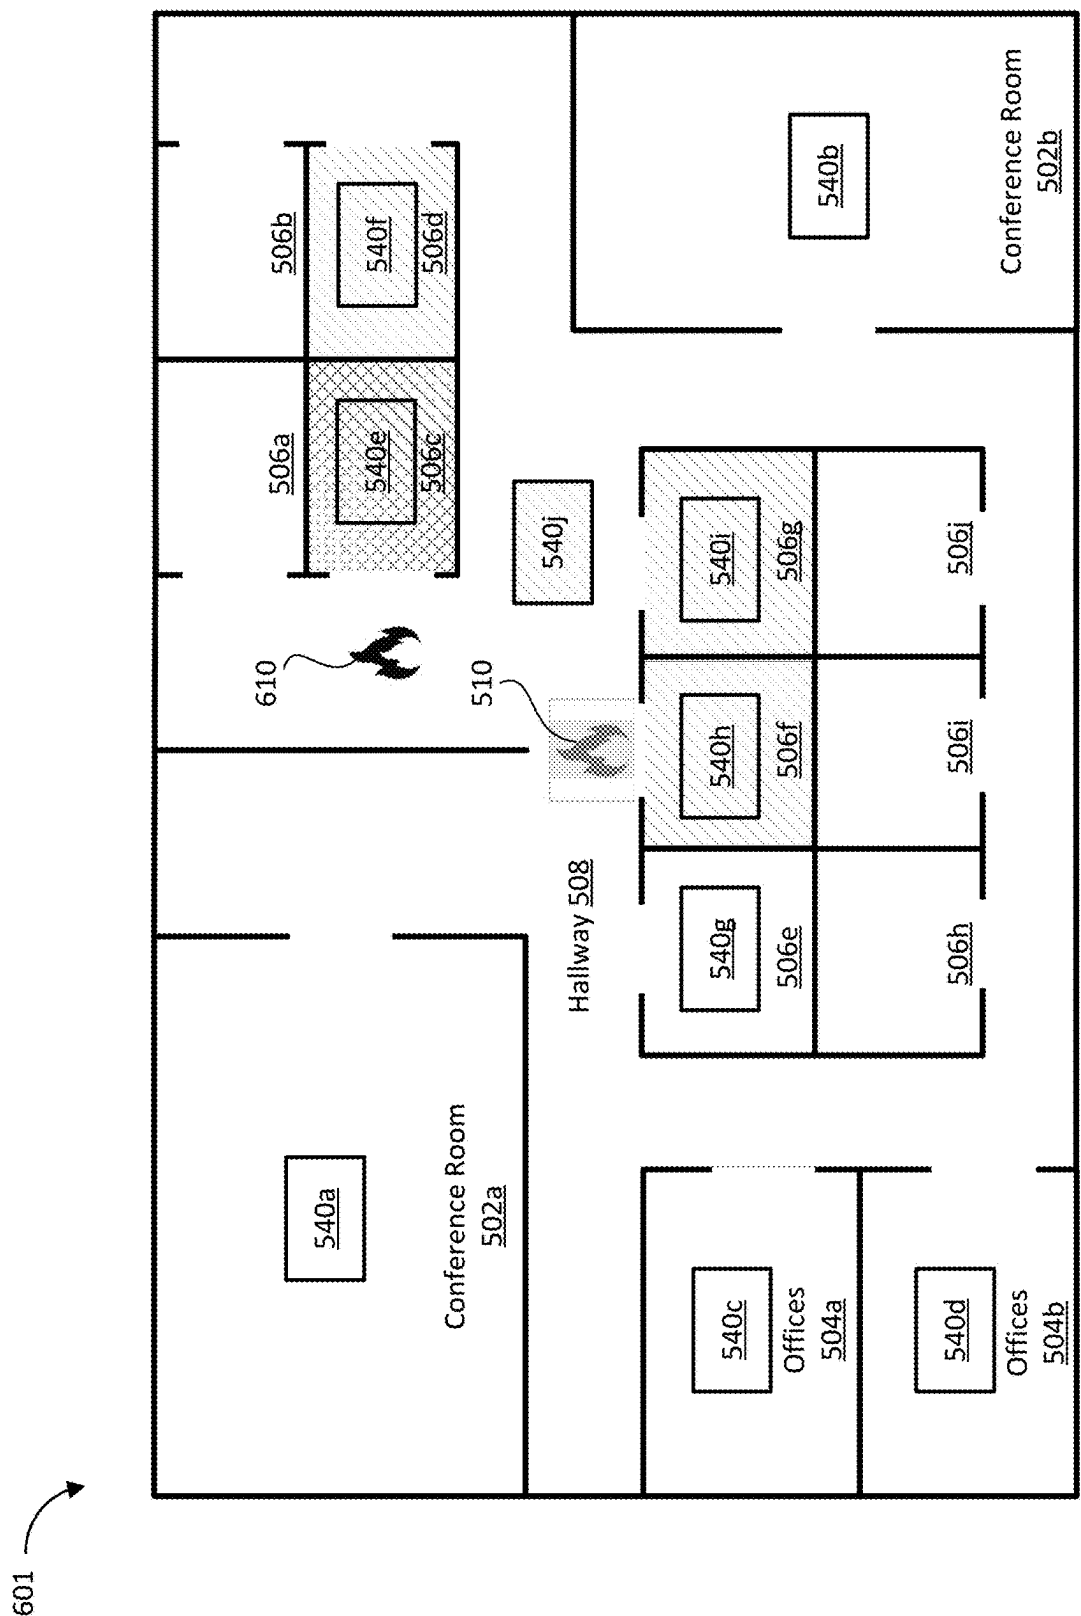 601
610
506a
506b
540a
540e
540f
506c
506d
Conference Room
502a
510
540j
Hallway 508
540c
540g
540h
540i
Offices
504a
506e
506f
506g
540b
540d
506h
506i
506j
Offices
504b
Conference Room
502b